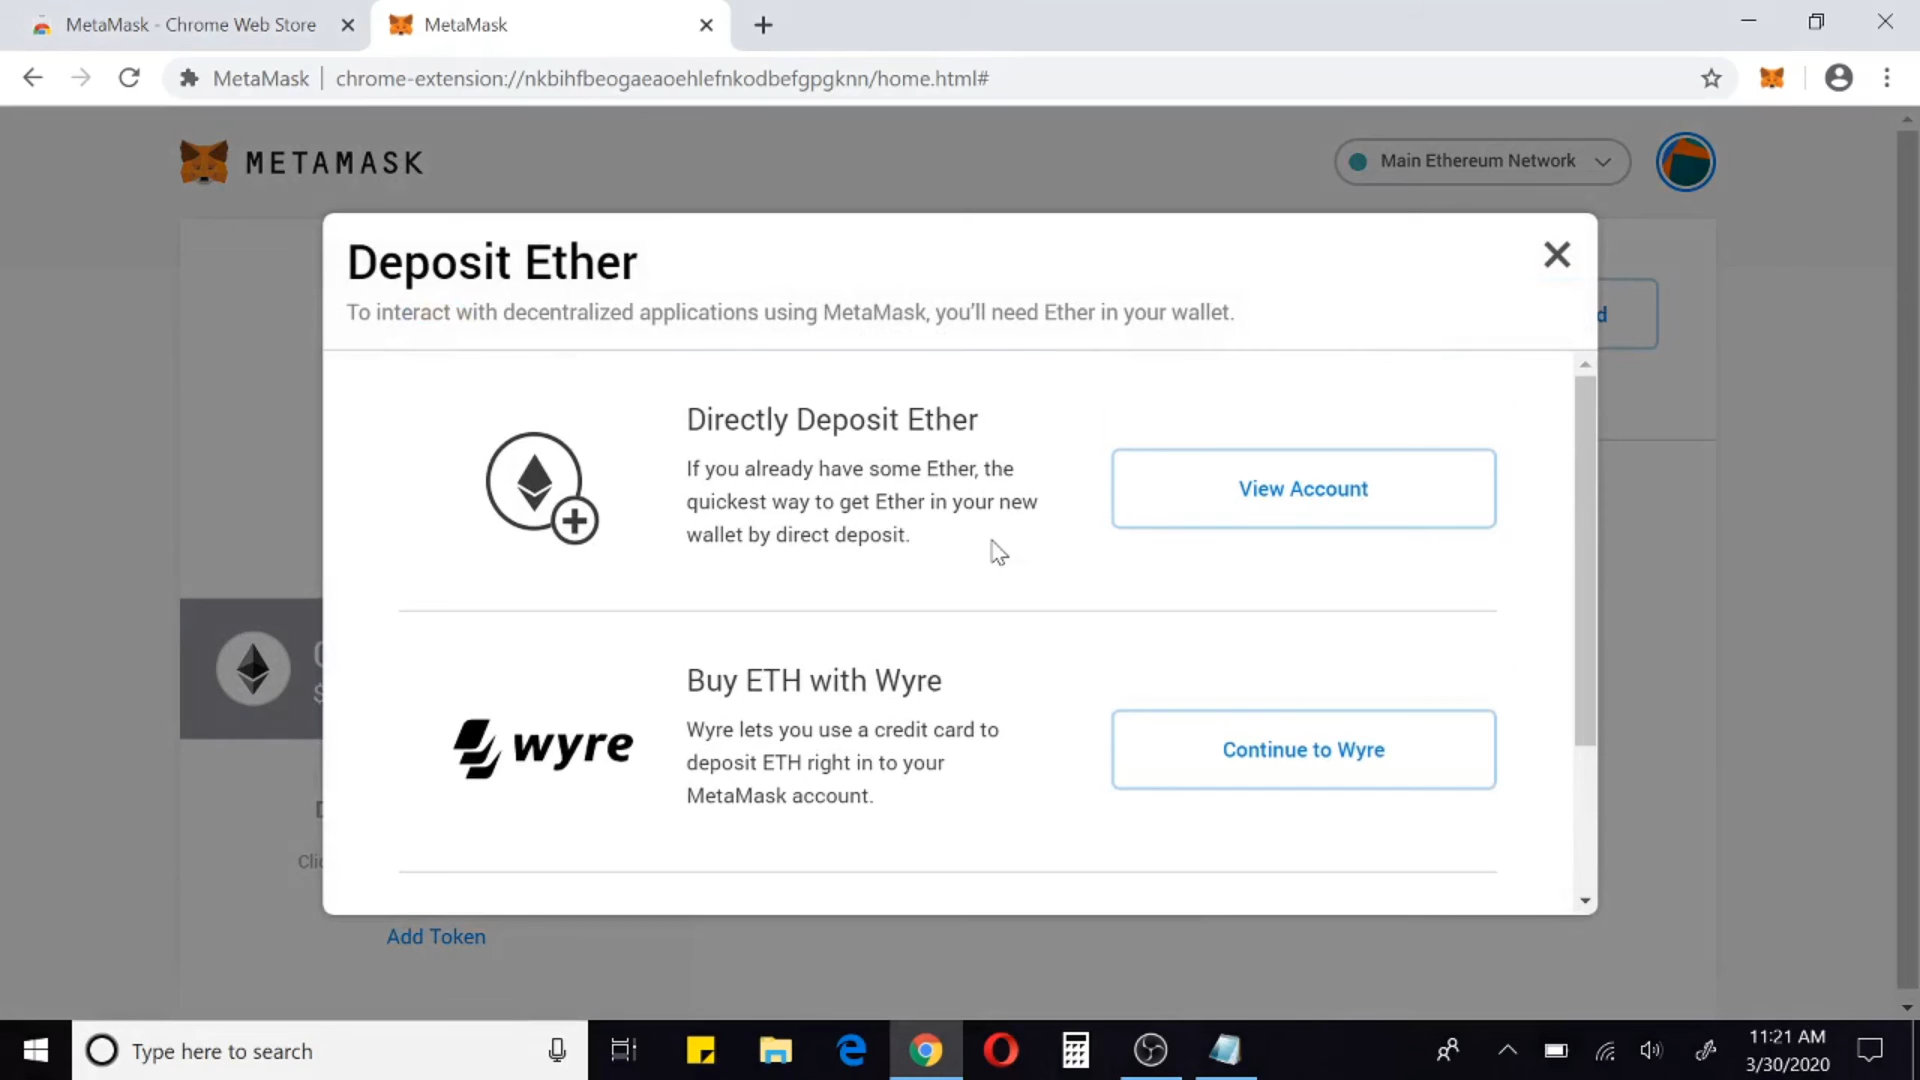 MetaMask - Chrome Web Store
MetaMask
MetaMask | chrome-extension://nkbihfbeogaeaoehlefnkodbefgpgknn/home.html#
METAMASK
Main Ethereum Network
Deposit Ether
To interact with decentralized applications using MetaMask, you'll need Ether in your wallet.
d
Directly Deposit Ether
If you already have some Ether, the
quickest way to get Ether in your new
wallet by direct deposit.
View Account
Buy ETH with Wyre
wyre
Wyre lets you use a credit card to
deposit ETH right in to your
MetaMask account.
Continue to Wyre
$
Clic
Add Token
Type here to search
11:21 AM
3/30/2020